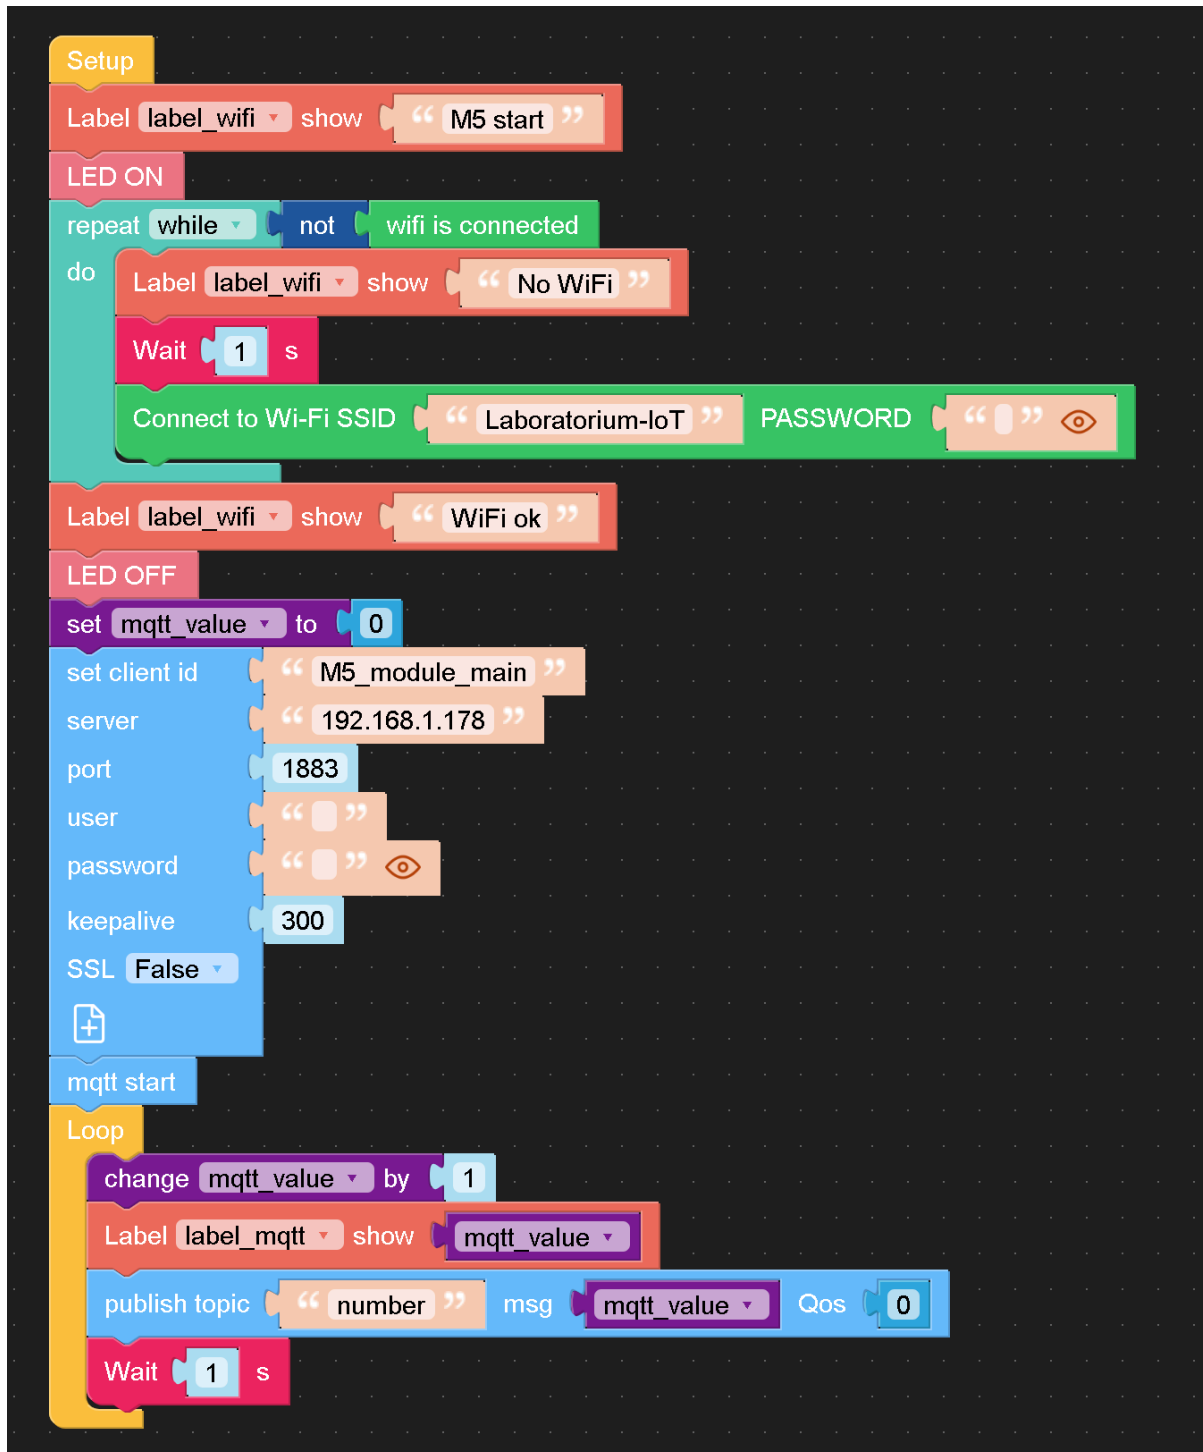 Setup
Label label_wifi show “ M5 start ”
LED ON
repeat while not wifi is connected
do Label label_wifi show “ No WiFi ”
Wait 1 s
Connect to Wi-Fi SSID “ Laboratorium-IoT ” PASSWORD “ ”
Label label_wifi show “ WiFi ok ”
LED OFF
set mqtt_value to 0
set client id “ M5_module_main ”
server “ 192.168.1.178 ”
port 1883
user “ ”
password “ ”
keepalive 300
SSL False
mqtt start
Loop
change mqtt_value by 1
Label label_mqtt show mqtt_value
publish topic “ number ” msg mqtt_value Qos 0
Wait 1 s